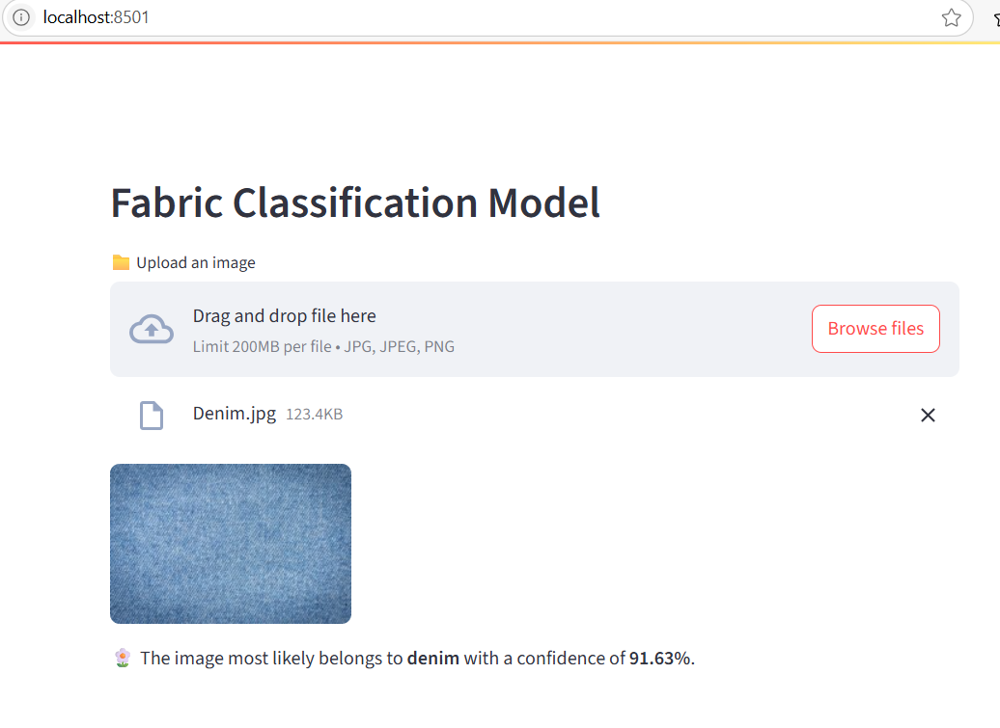 localhost:8501
Fabric Classification Model
📁 Upload an image
Drag and drop file here
Limit 200MB per file • JPG, JPEG, PNG
Browse files
Denim.jpg 123.4KB
🌸 The image most likely belongs to denim with a confidence of 91.63%.